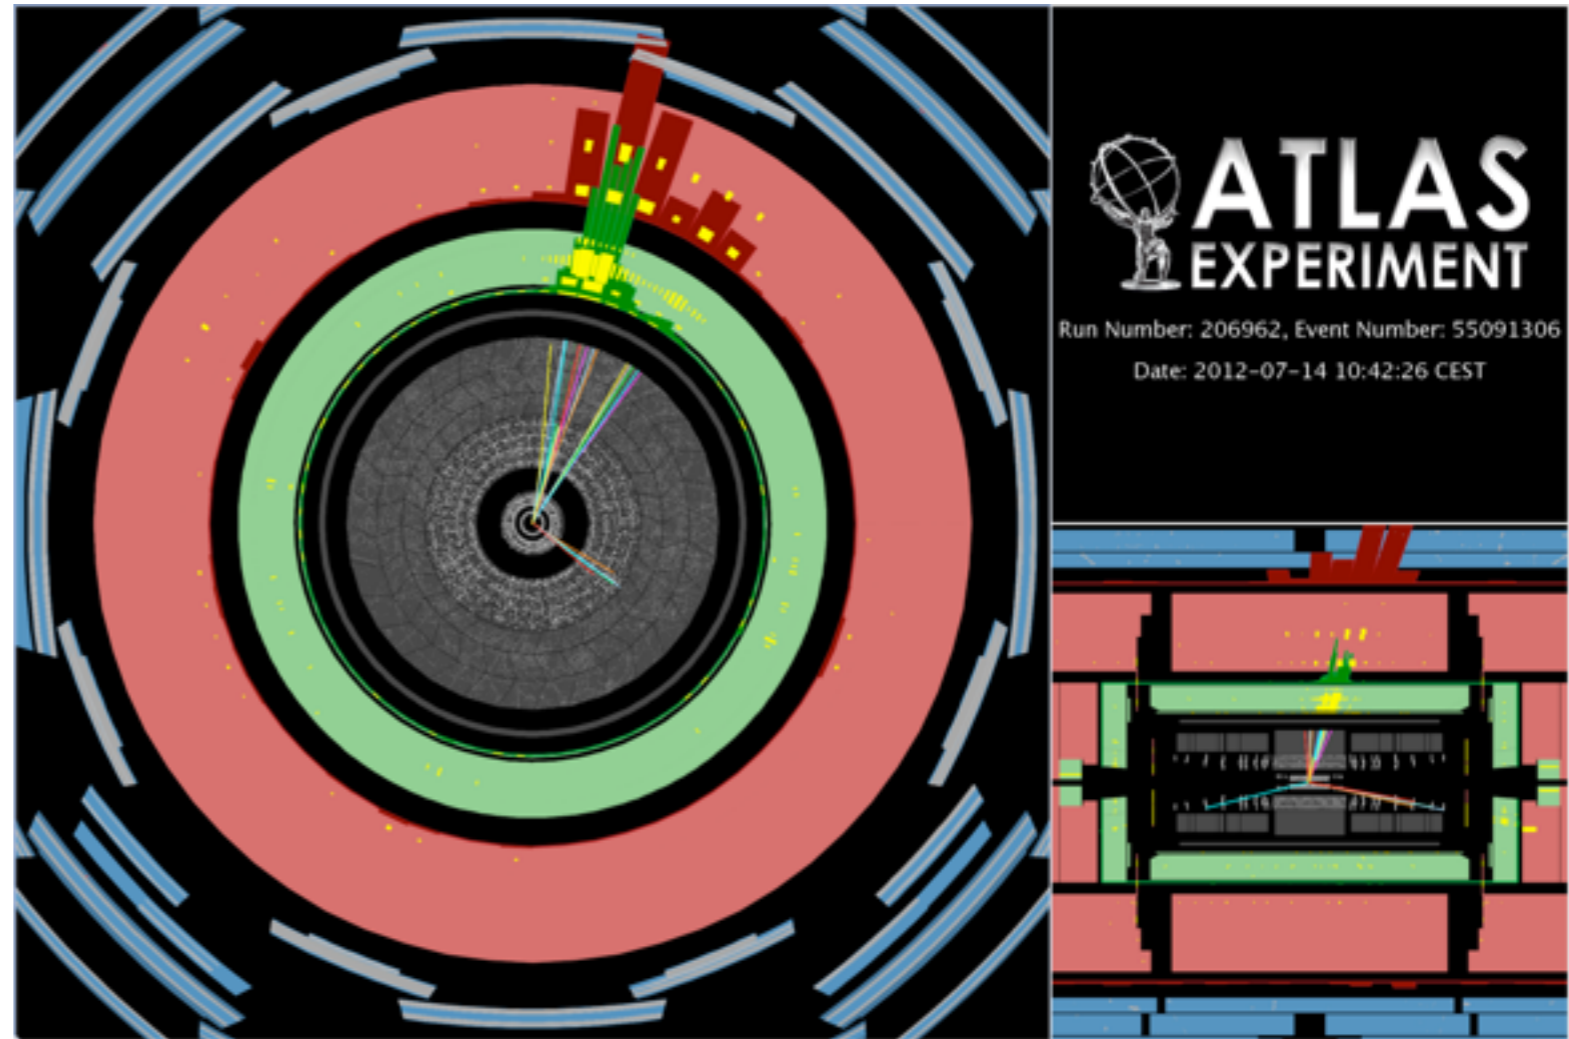 ATLAS
EXPERIMENT
Run Number: 206962, Event Number: 55091306
Date: 2012-07-14 10:42:26 CEST